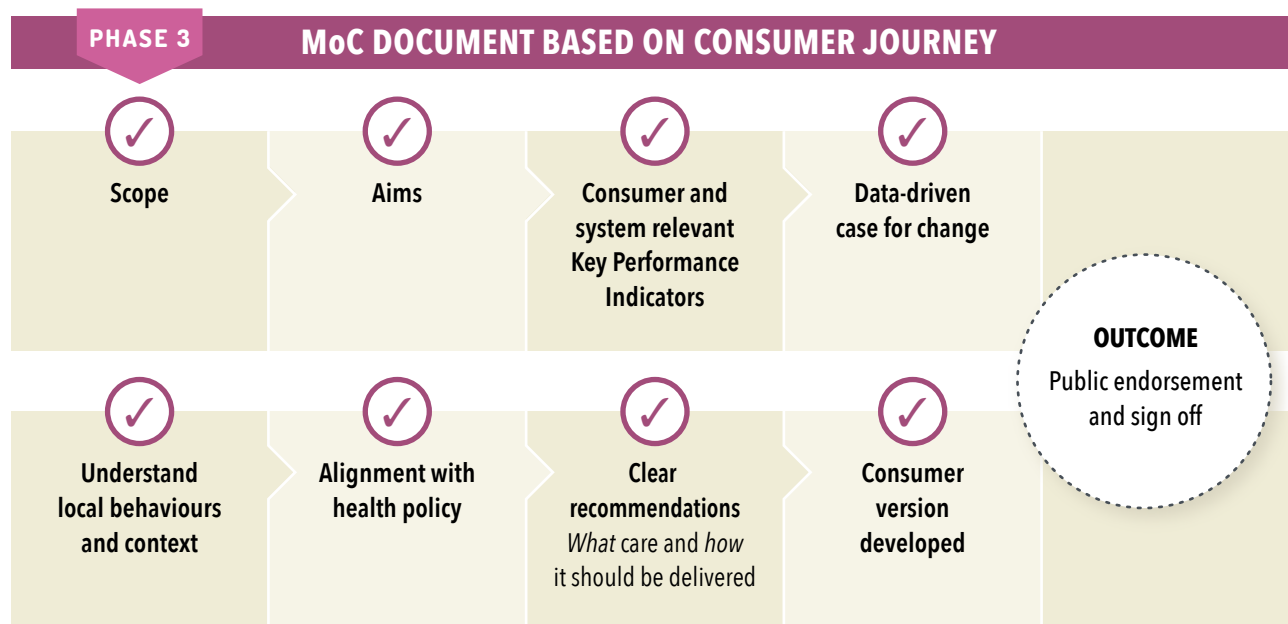 PHASE 3
MoC DOCUMENT BASED ON CONSUMER JOURNEY
Scope
Aims
Consumer and
system relevant
Key Performance
Indicators
Data-driven
case for change
OUTCOME
Public endorsement
and sign off
Understand
local behaviours
and context
Alignment with
health policy
Clear
recommendations
What care and how
it should be delivered
Consumer
version
developed